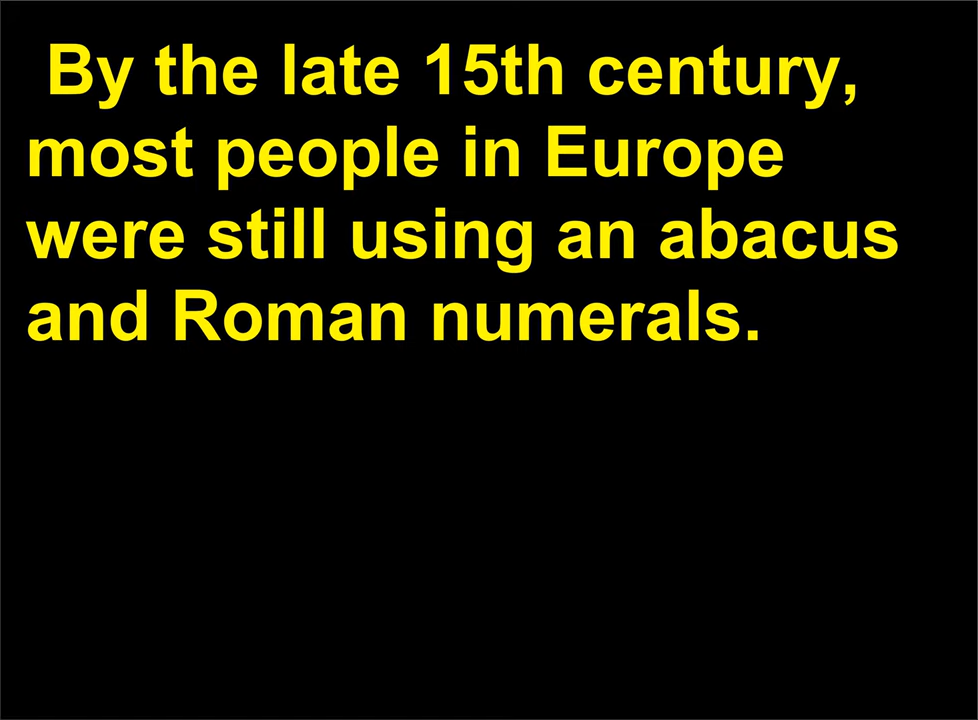 By the late 15th century,
most people in Europe
were still using an abacus
and Roman numerals.